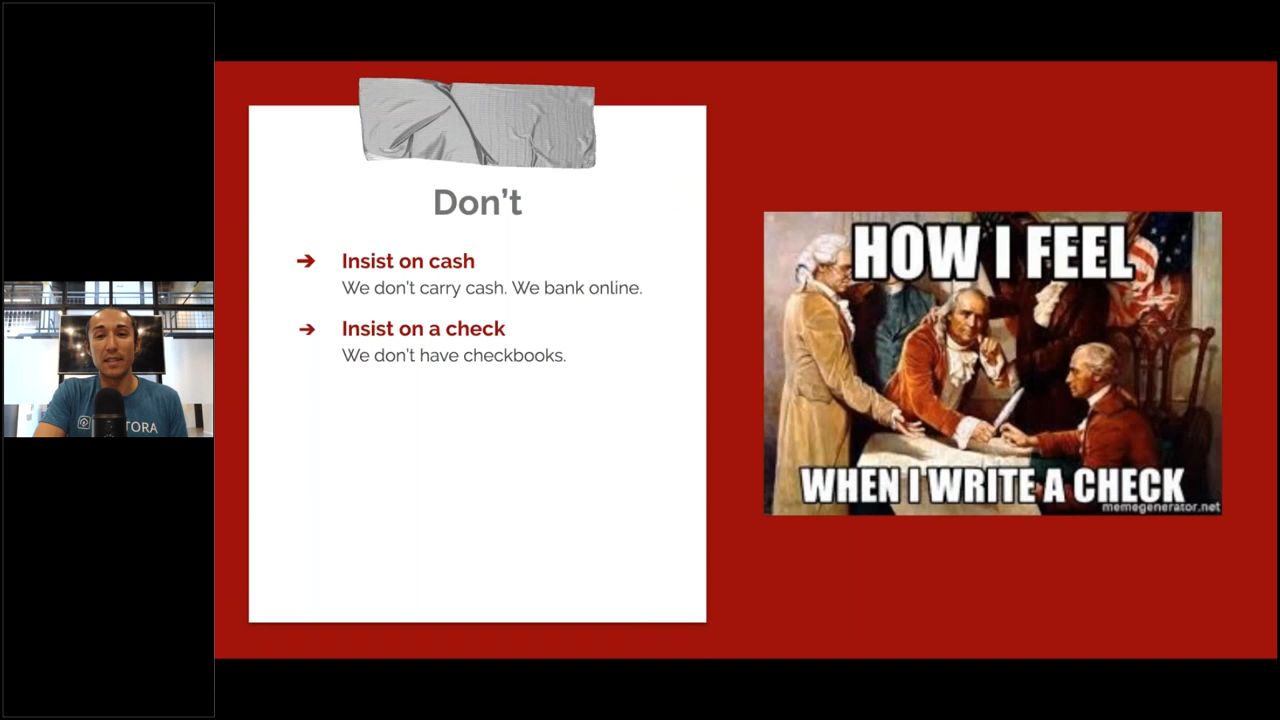 Don't
➔ Insist on cash
We don't carry cash. We bank online.
➔ Insist on a check
We don't have checkbooks.
HOW I FEEL
WHEN I WRITE A CHECK
memegenerator.net
TORA